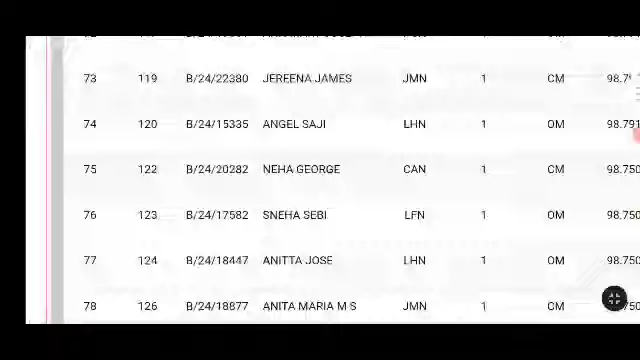 73 119 B/24/22380 JEREENA JAMES JMN 1 CM 98.79
74 120 B/24/15335 ANGEL SAJI LHN 1 OM 98.791
75 122 B/24/20282 NEHA GEORGE CAN 1 CM 98.750
76 123 B/24/17582 SNEHA SEBI LFN 1 OM 98.750
77 124 B/24/18447 ANITTA JOSE LHN 1 OM 98.750
78 126 B/24/18877 ANITA MARIA M S JMN 1 CM 750